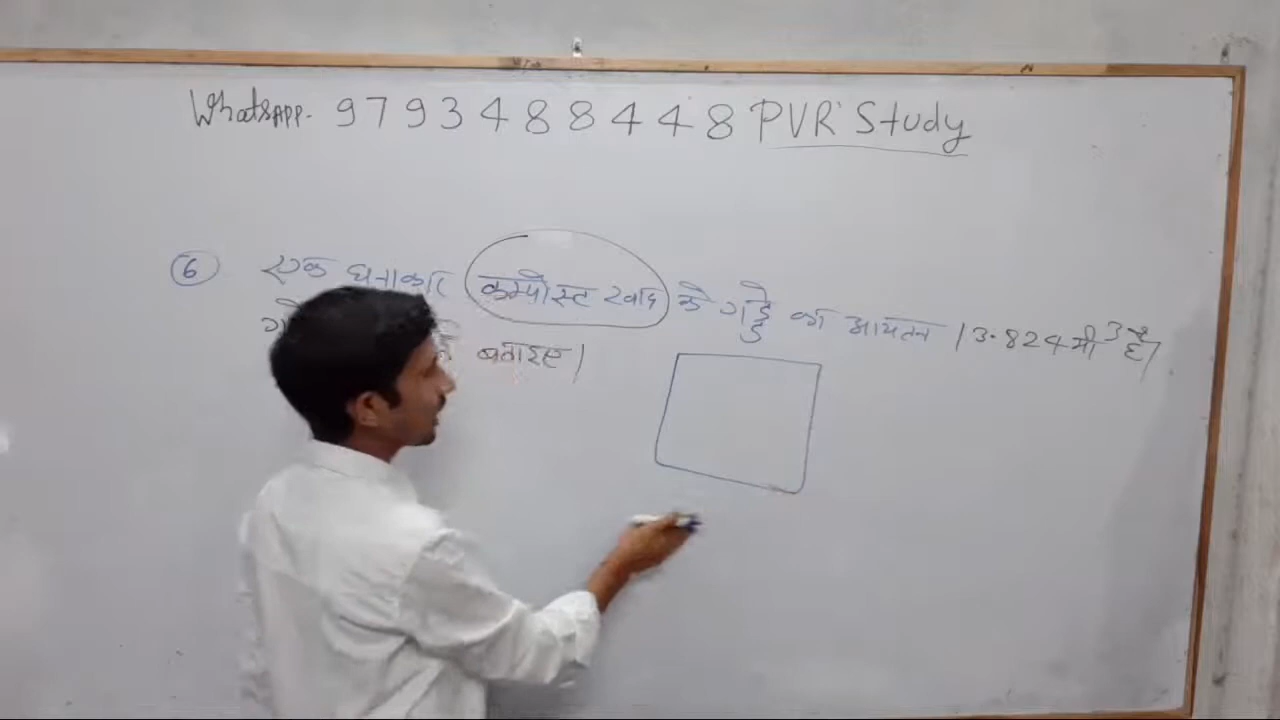 WhatsApp. 9793488448 PVR Study
6 एक घनाकार कम्पोस्ट खाद के गड्ढे का आयतन 13.824 मी³ है।
बताइए।